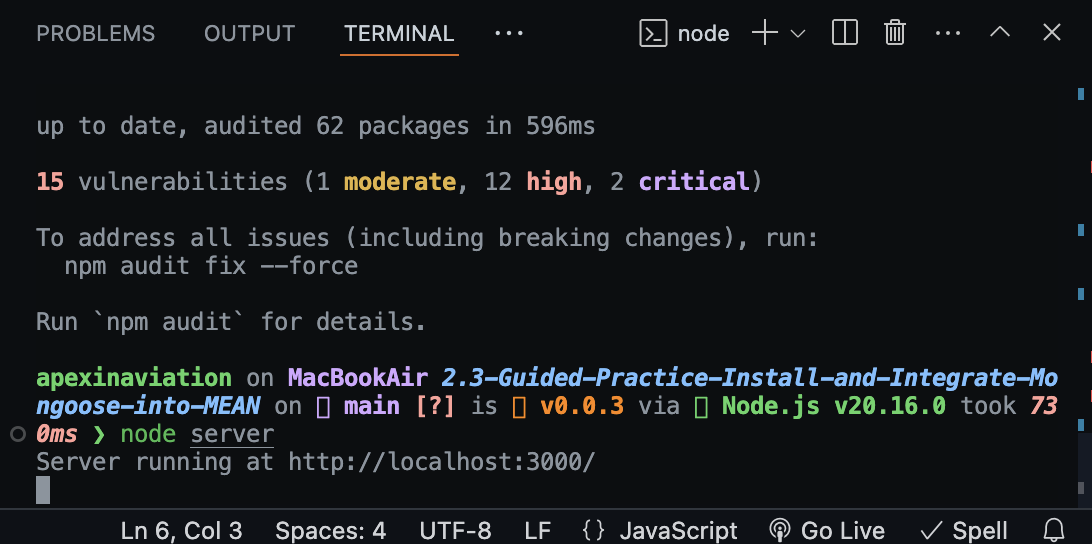 PROBLEMS OUTPUT TERMINAL ··· node
up to date, audited 62 packages in 596ms
15 vulnerabilities (1 moderate, 12 high, 2 critical)
To address all issues (including breaking changes), run:
npm audit fix --force
Run `npm audit` for details.
apexinaviation on MacBookAir 2.3-Guided-Practice-Install-and-Integrate-Mo
ngoose-into-MEAN on main [?] is v0.0.3 via Node.js v20.16.0 took 73
0ms ❯ node server
Server running at http://localhost:3000/
Ln 6, Col 3 Spaces: 4 UTF-8 LF {} JavaScript Go Live ✓ Spell